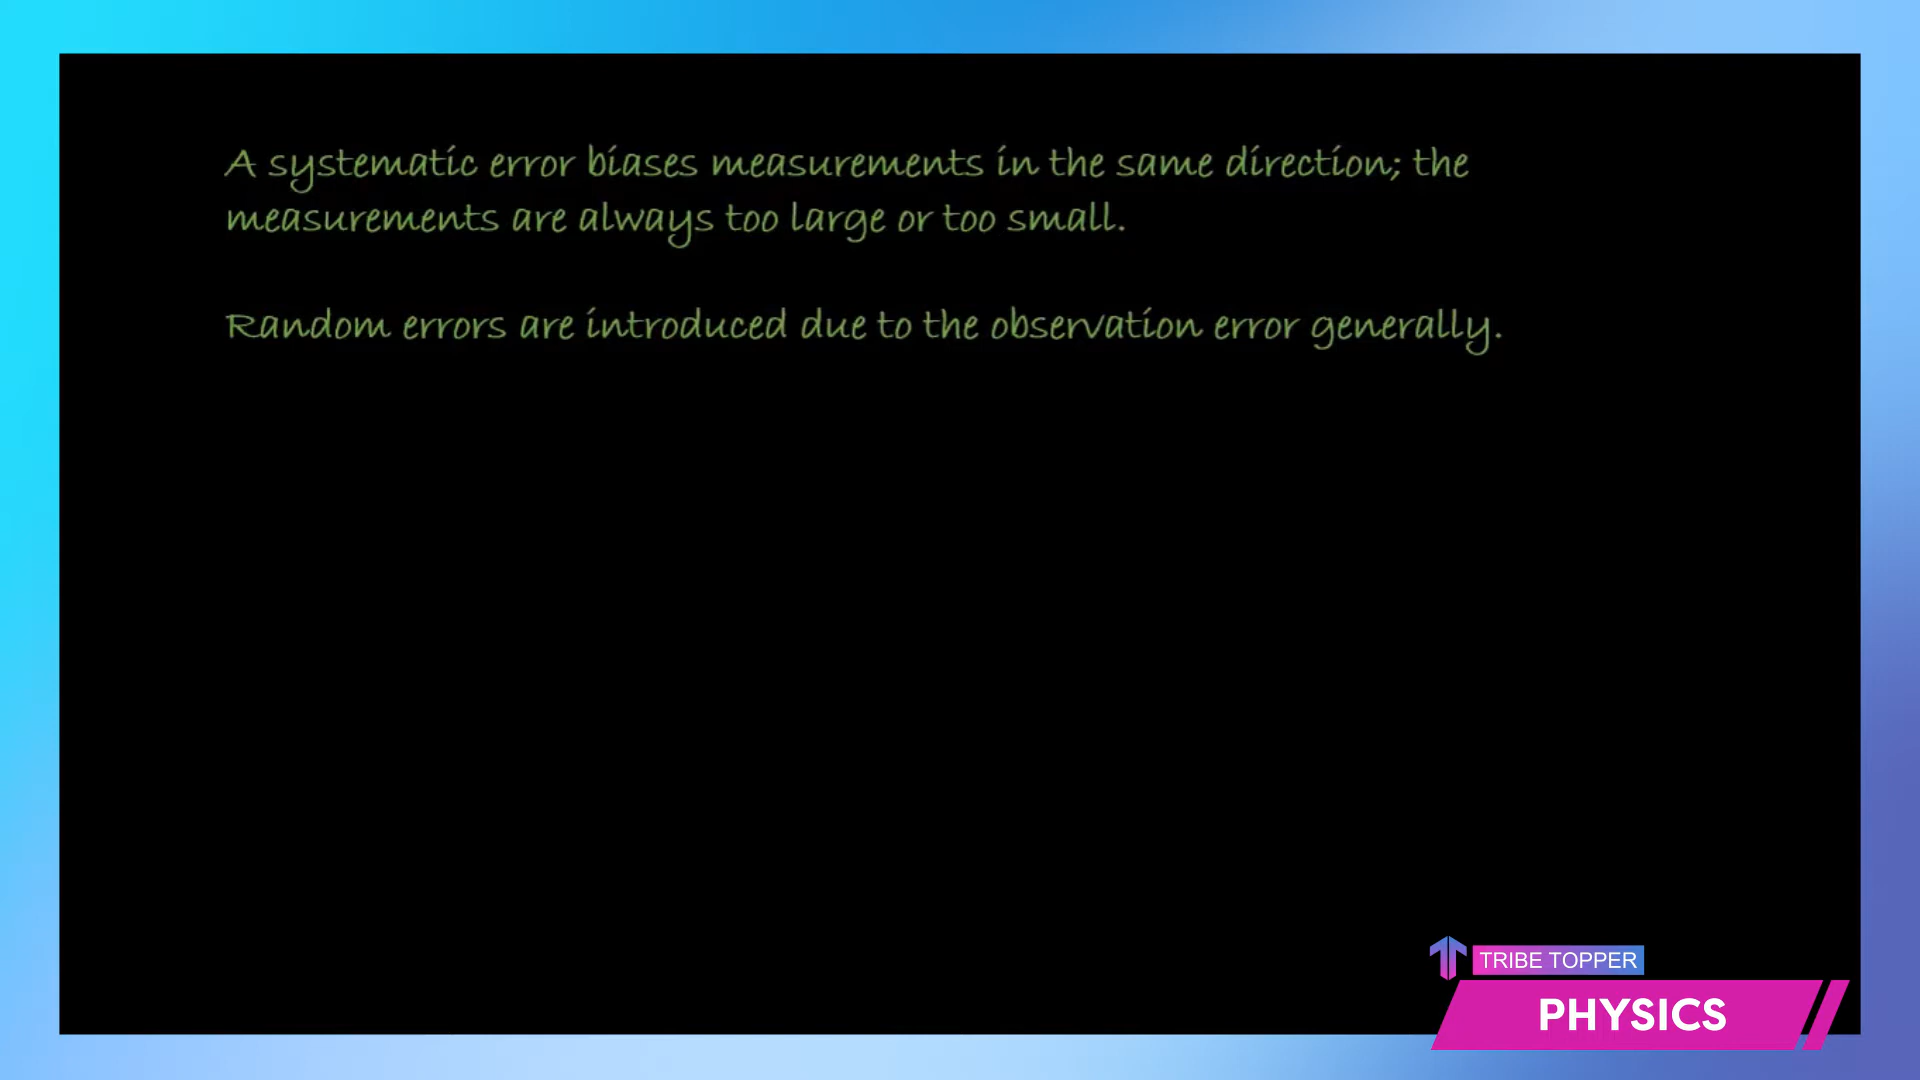 A systematic error biases measurements in the same direction; the
measurements are always too large or too small.
Random errors are introduced due to the observation error generally.
TRIBE TOPPER
PHYSICS